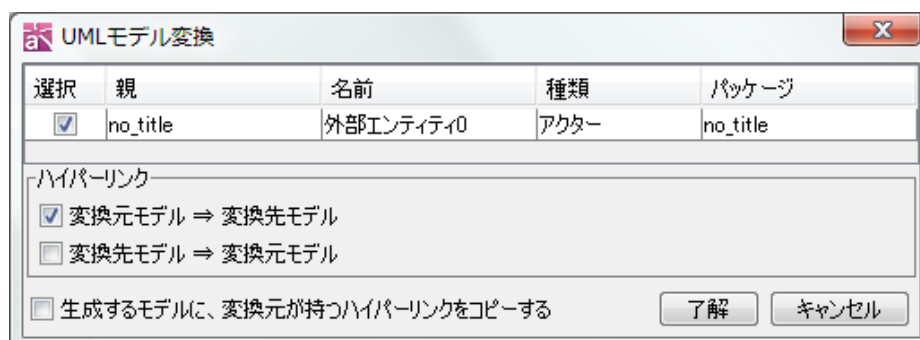 UMLモデル変換
選択 親 名前 種類 パッケージ
no_title 外部エンティティ0 アクター no_title
ハイパーリンク
変換元モデル ⇒ 変換先モデル
変換先モデル ⇒ 変換元モデル
生成するモデルに、変換元が持つハイパーリンクをコピーする 了解 キャンセル